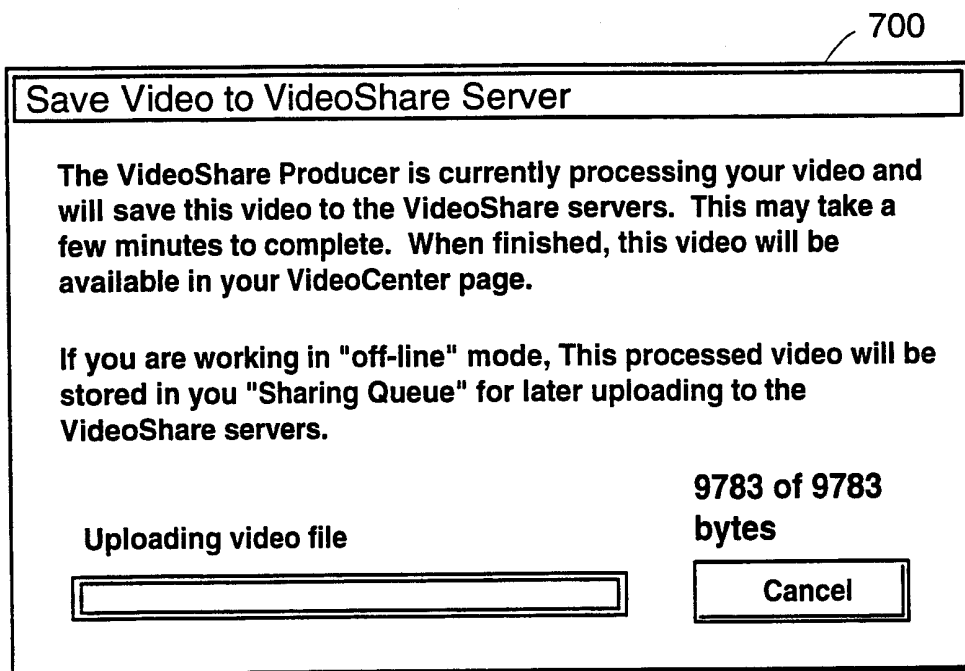 700
Save Video to VideoShare Server
The VideoShare Producer is currently processing your video and
will save this video to the VideoShare servers. This may take a
few minutes to complete. When finished, this video will be
available in your VideoCenter page.
If you are working in "off-line" mode, This processed video will be
stored in you "Sharing Queue" for later uploading to the
VideoShare servers.
9783 of 9783
bytes
Uploading video file
Cancel